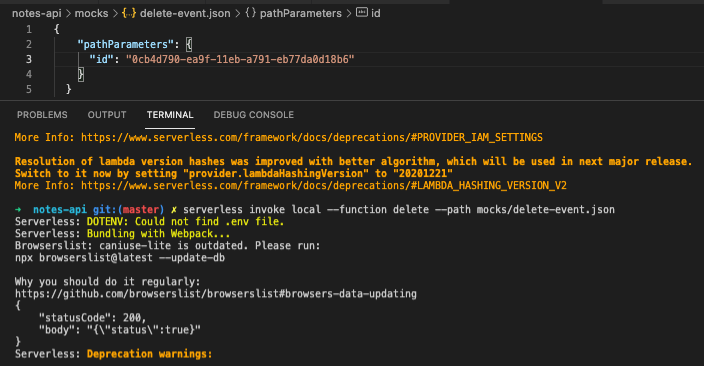 notes-api > mocks > {..} delete-event.json > { } pathParameters > abc id
1 {
2 "pathParameters": {
3 "id": "0cb4d790-ea9f-11eb-a791-eb77da0d18b6"
4 }
5 }
PROBLEMS OUTPUT TERMINAL DEBUG CONSOLE
More Info: https://www.serverless.com/framework/docs/deprecations/#PROVIDER_IAM_SETTINGS
Resolution of lambda version hashes was improved with better algorithm, which will be used in next major release.
Switch to it now by setting "provider.lambdaHashingVersion" to "20201221"
More Info: https://www.serverless.com/framework/docs/deprecations/#LAMBDA_HASHING_VERSION_V2
➜ notes-api git:(master) ✗ serverless invoke local --function delete --path mocks/delete-event.json
Serverless: DOTENV: Could not find .env file.
Serverless: Bundling with Webpack...
Browserslist: caniuse-lite is outdated. Please run:
npx browserslist@latest --update-db
Why you should do it regularly:
https://github.com/browserslist/browserslist#browsers-data-updating
{
"statusCode": 200,
"body": "{\"status\":true}"
}
Serverless: Deprecation warnings: